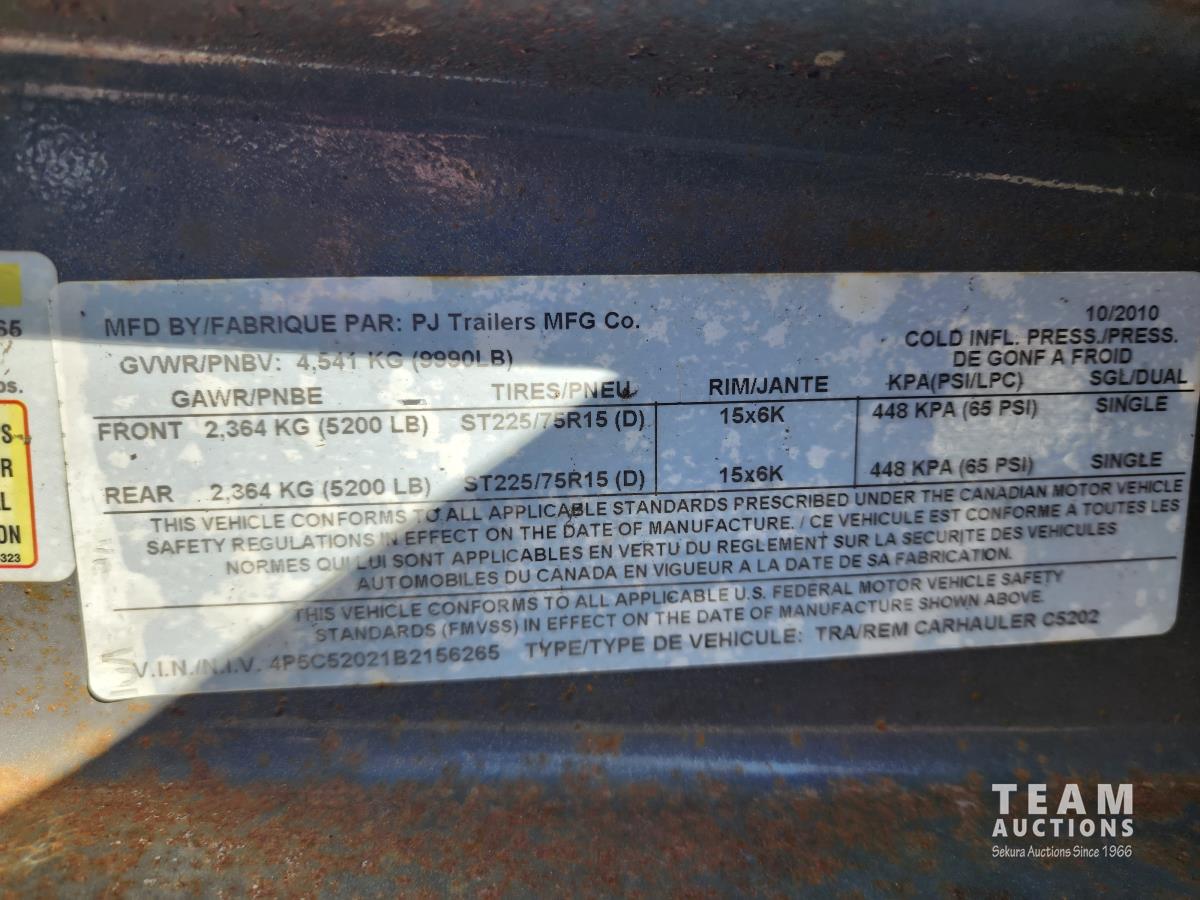 65
os.
S-
R
L
ON
323
MFD BY/FABRIQUE PAR: PJ Trailers MFG Co.
10/2010
GVWR/PNBV: 4,541 KG (9990LB)
COLD INFL. PRESS./PRESS.
DE GONF A FROID
GAWR/PNBE TIRES/PNEU RIM/JANTE KPA(PSI/LPC) SGL/DUAL
FRONT 2,364 KG (5200 LB) ST225/75R15 (D) 15x6K 448 KPA (65 PSI) SINGLE
REAR 2,364 KG (5200 LB) ST225/75R15 (D) 15x6K 448 KPA (65 PSI) SINGLE
THIS VEHICLE CONFORMS TO ALL APPLICABLE STANDARDS PRESCRIBED UNDER THE CANADIAN MOTOR VEHICLE
SAFETY REGULATIONS IN EFFECT ON THE DATE OF MANUFACTURE. / CE VEHICULE EST CONFORME A TOUTES LES
NORMES QUI LUI SONT APPLICABLES EN VERTU DU REGLEMENT SUR LA SECURITE DES VEHICULES
AUTOMOBILES DU CANADA EN VIGUEUR A LA DATE DE SA FABRICATION.
THIS VEHICLE CONFORMS TO ALL APPLICABLE U.S. FEDERAL MOTOR VEHICLE SAFETY
STANDARDS (FMVSS) IN EFFECT ON THE DATE OF MANUFACTURE SHOWN ABOVE.
V.I.N./N.I.V. 4P5C52021B2156265 TYPE/TYPE DE VEHICULE: TRA/REM CARHAULER C5202
TEAM
AUCTIONS
Sekura Auctions Since 1966